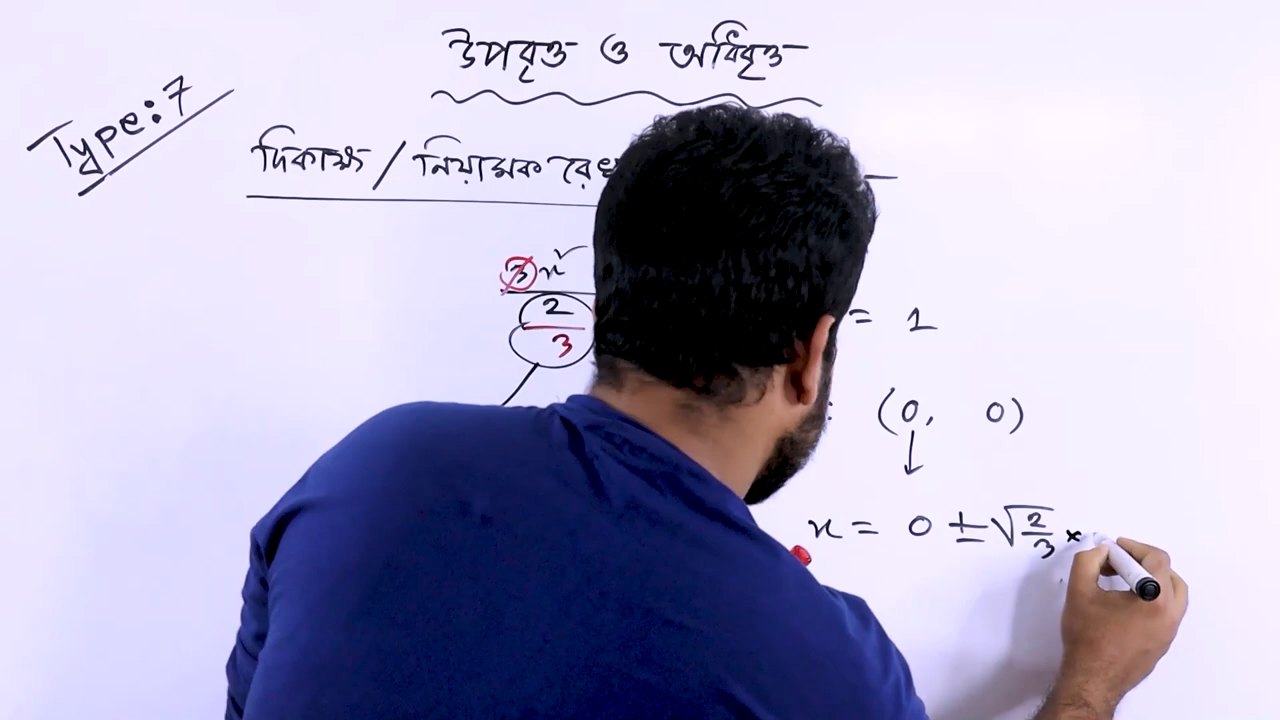 উপবৃত্ত ও অধিবৃত্ত
Type: 7
দিকাক্ষ / নিয়ামক রেখ
3x²
2
3
= 1
: (0, 0)
x = 0 ± √2/3 ×